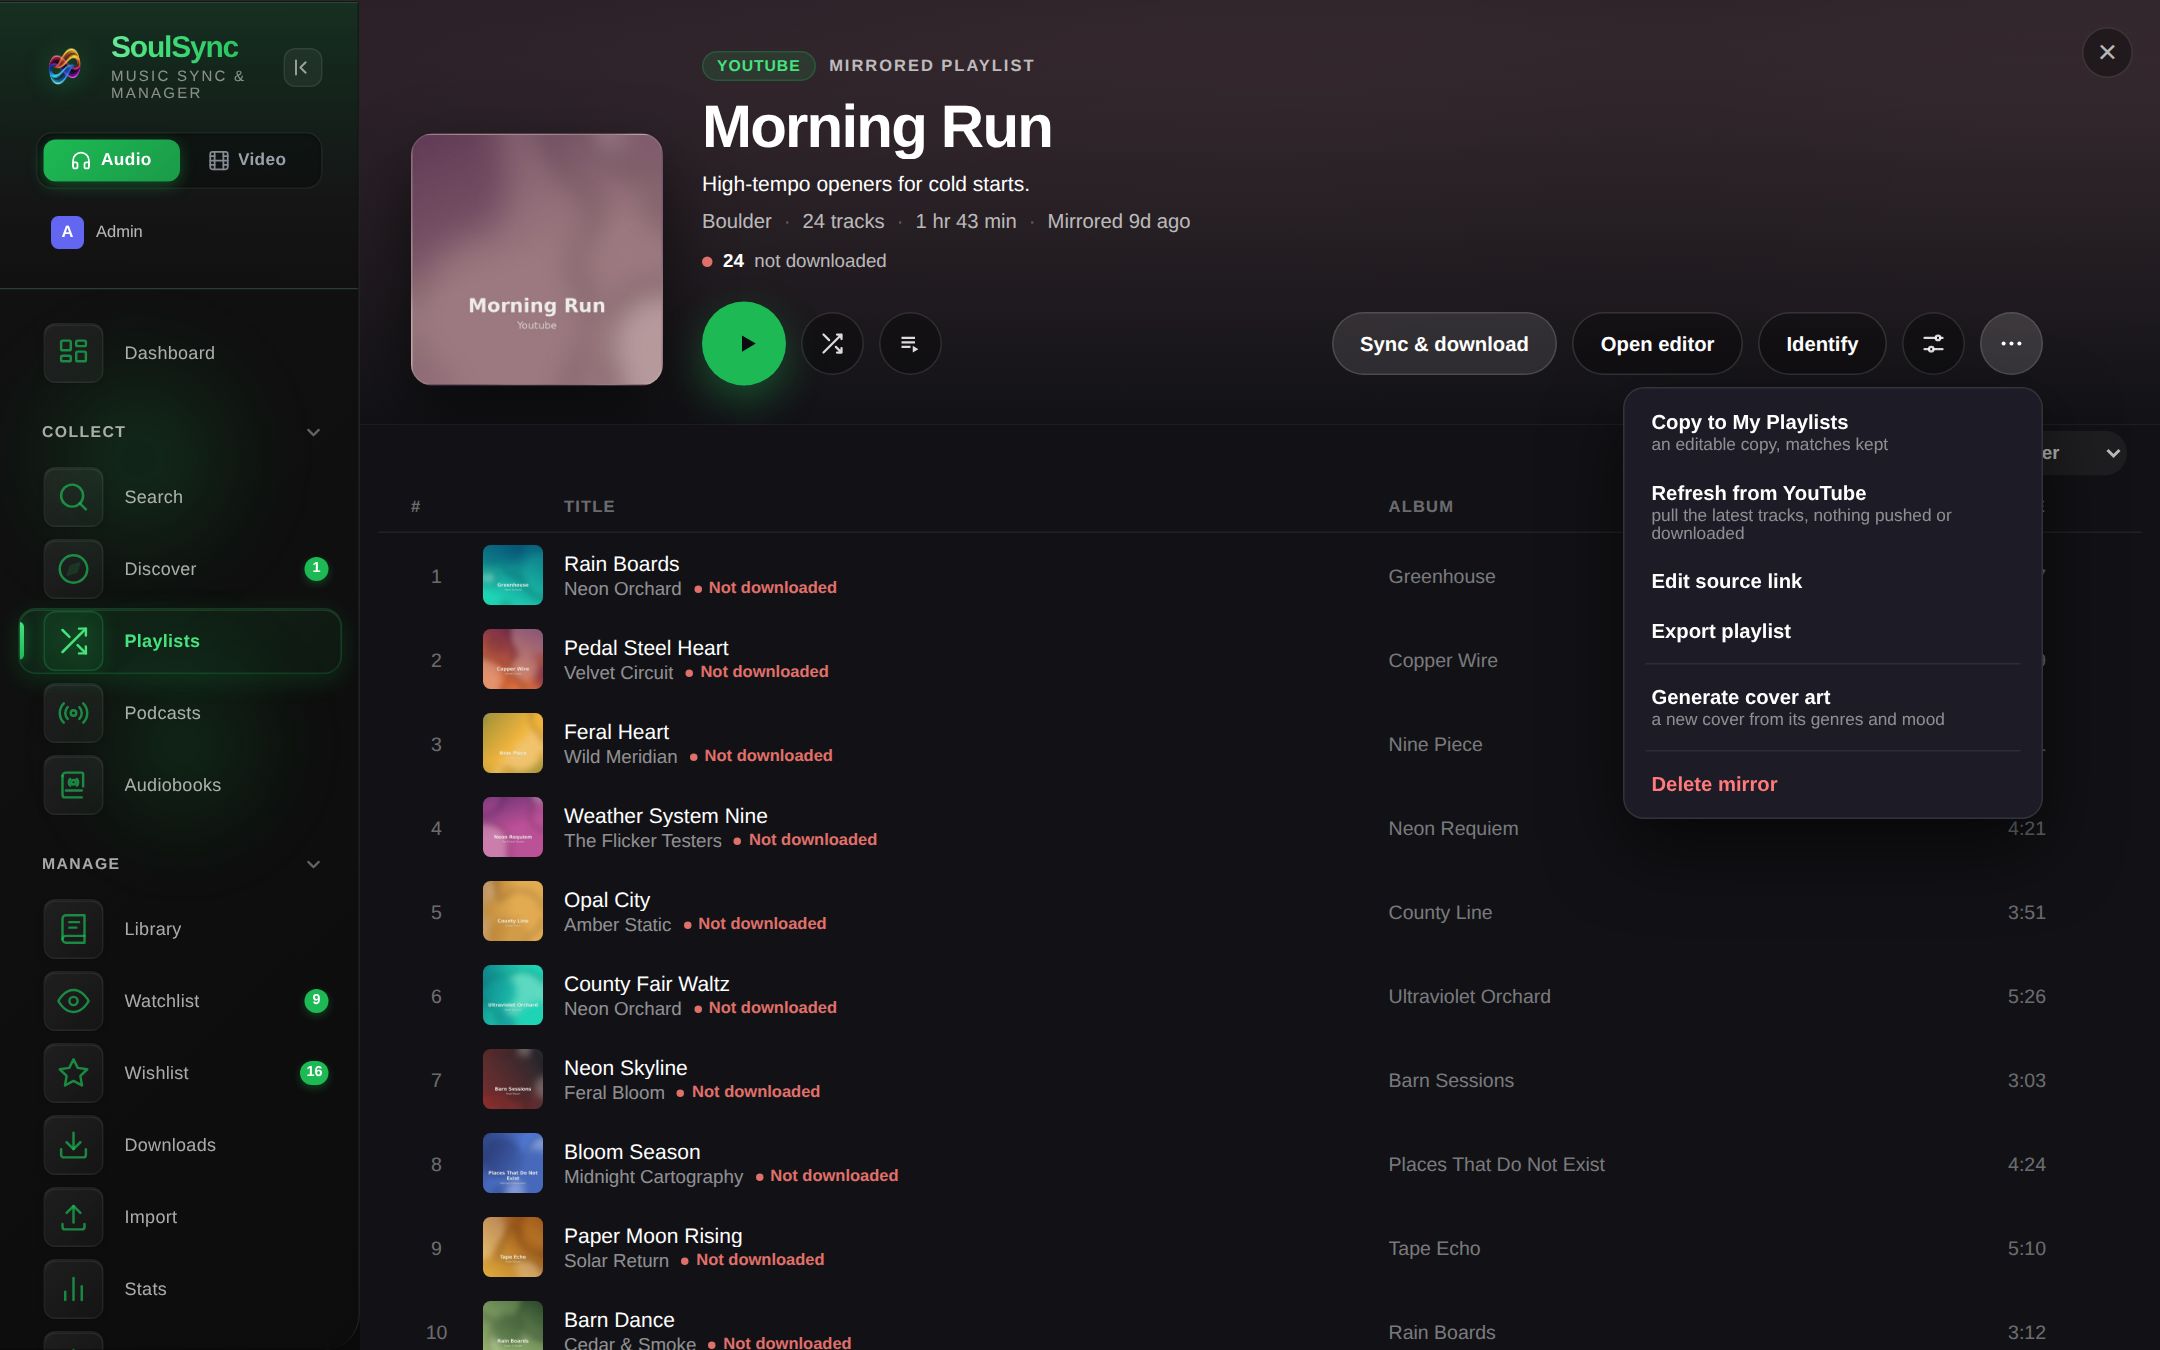 SoulSync
MUSIC SYNC &
MANAGER
Audio
Video
A
Admin
Dashboard
COLLECT
Search
Discover
1
Playlists
Podcasts
Audiobooks
MANAGE
Library
Watchlist
9
Wishlist
16
Downloads
Import
Stats
YOUTUBE
MIRRORED PLAYLIST
Morning Run
High-tempo openers for cold starts.
Boulder · 24 tracks · 1 hr 43 min · Mirrored 9d ago
24 not downloaded
Morning Run
Youtube
Sync & download
Open editor
Identify
Copy to My Playlists
an editable copy, matches kept
Refresh from YouTube
pull the latest tracks, nothing pushed or
downloaded
Edit source link
Export playlist
Generate cover art
a new cover from its genres and mood
Delete mirror
# TITLE ALBUM
1 Rain Boards Greenhouse
Neon Orchard Not downloaded
2 Pedal Steel Heart Copper Wire
Velvet Circuit Not downloaded
3 Feral Heart Nine Piece
Wild Meridian Not downloaded
4 Weather System Nine Neon Requiem 4:21
The Flicker Testers Not downloaded
5 Opal City County Line 3:51
Amber Static Not downloaded
6 County Fair Waltz Ultraviolet Orchard 5:26
Neon Orchard Not downloaded
7 Neon Skyline Barn Sessions 3:03
Feral Bloom Not downloaded
8 Bloom Season Places That Do Not Exist 4:24
Midnight Cartography Not downloaded
9 Paper Moon Rising Tape Echo 5:10
Solar Return Not downloaded
10 Barn Dance Rain Boards 3:12
Cedar & Smoke Not downloaded